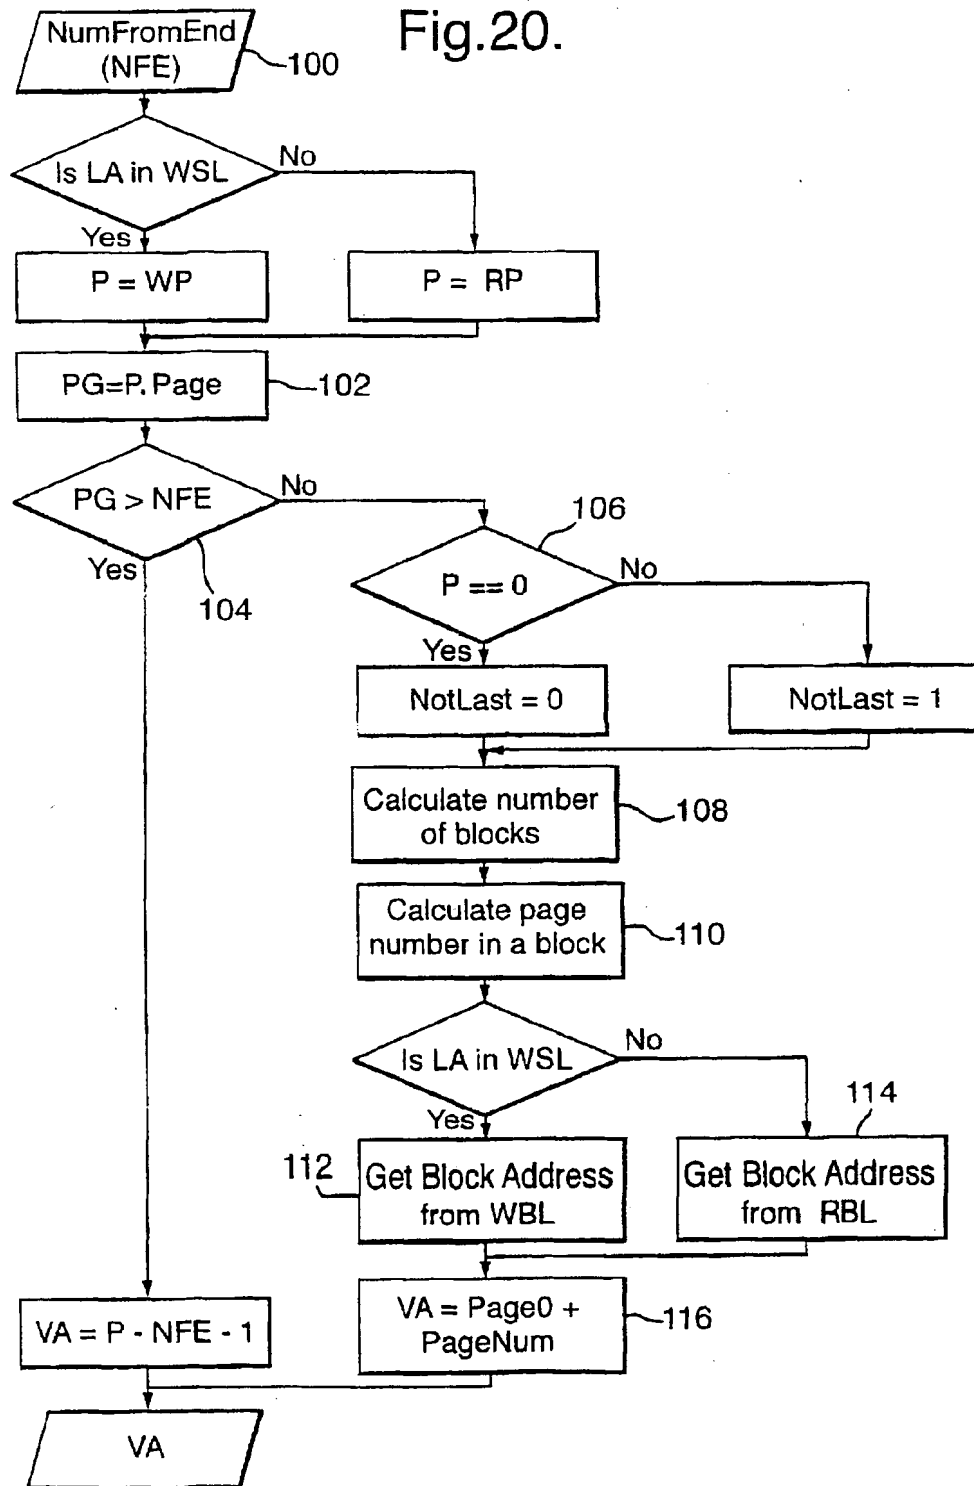 Fig.20.
NumFromEnd
(NFE)
100
Is LA in WSL
No
Yes
P = WP
P = RP
PG=P.Page
102
PG > NFE
No
Yes
104
106
P == 0
No
Yes
NotLast = 0
NotLast = 1
Calculate number
of blocks
108
Calculate page
number in a block
110
Is LA in WSL
No
Yes
114
112
Get Block Address
from WBL
Get Block Address
from RBL
VA = P - NFE - 1
VA = Page0 +
PageNum
116
VA